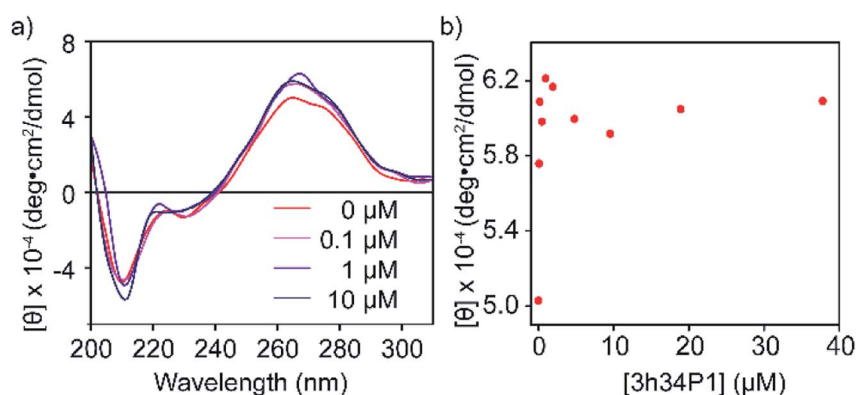 a)
[θ] x 10⁻⁴ (deg•cm²/dmol)
8
4
0
-4
200 220 240 260 280 300
Wavelength (nm)
0 µM
0.1 µM
1 µM
10 µM
b)
[θ] x 10⁻⁴ (deg•cm²/dmol)
6.2
5.8
5.4
5.0
0 10 20 30 40
[3h34P1] (µM)